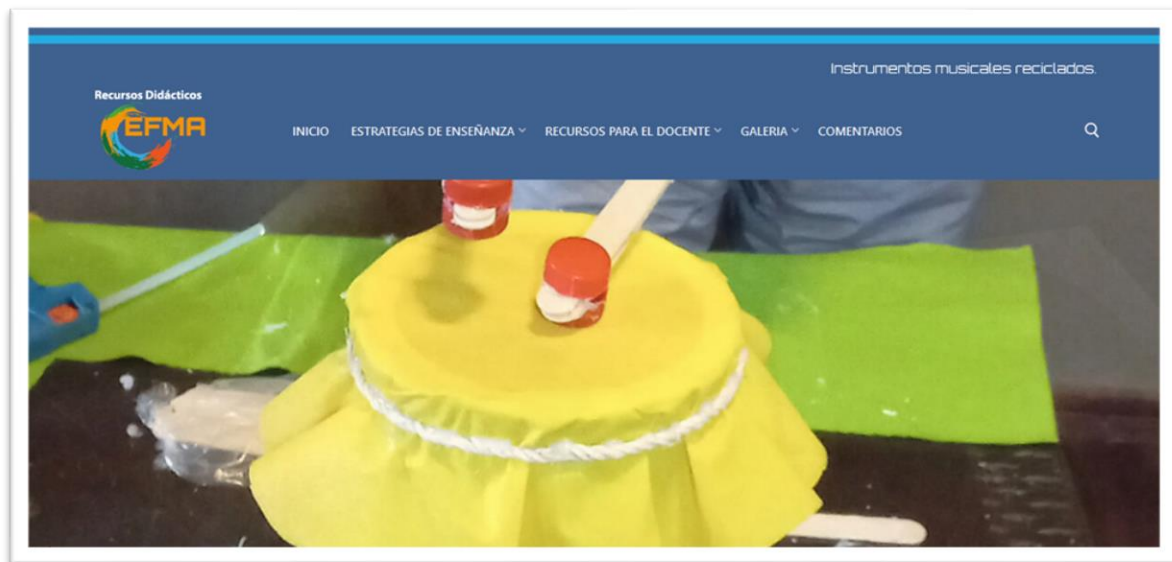 Instrumentos musicales reciclados.
Recursos Didácticos
EFMA
INICIO ESTRATEGIAS DE ENSEÑANZA RECURSOS PARA EL DOCENTE GALERIA COMENTARIOS